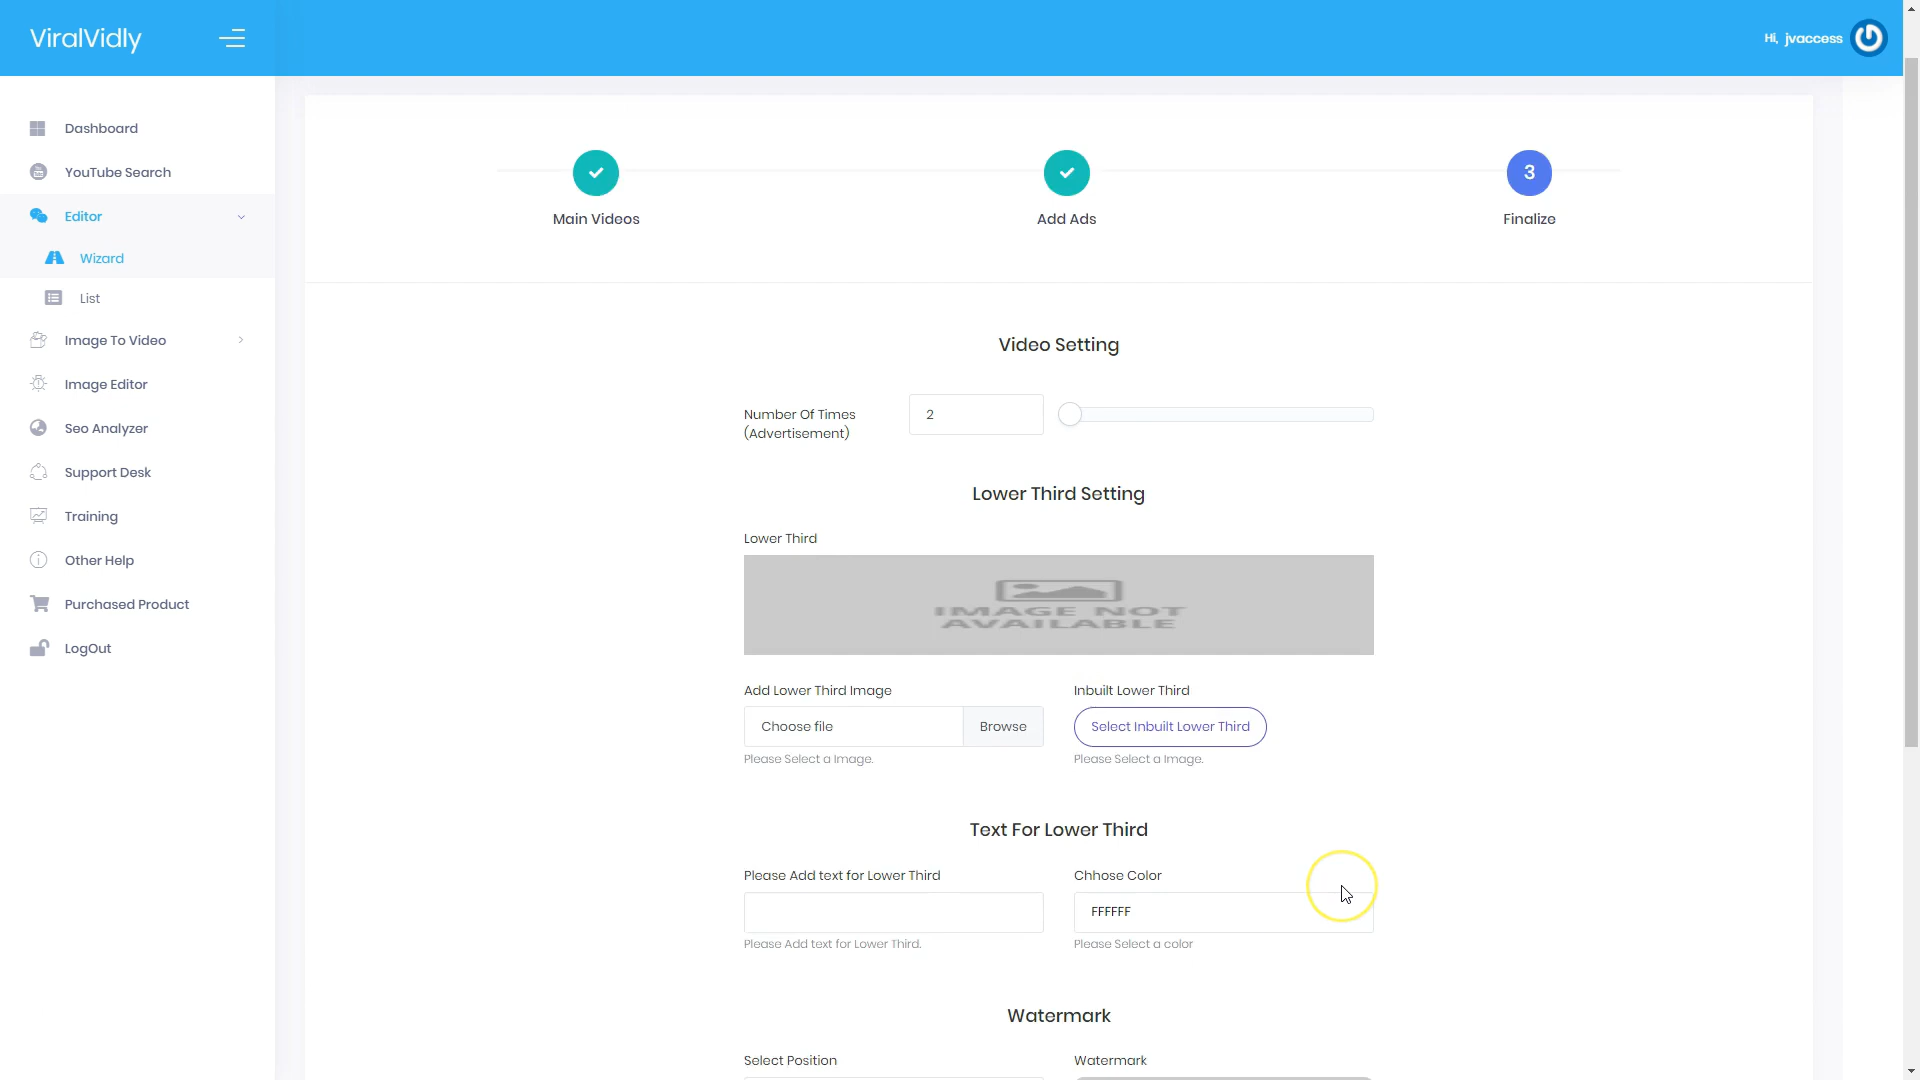 ViralVidly
Hi, jvaccess
Dashboard
YouTube Search
Editor
Wizard
List
Image To Video
Image Editor
Seo Analyzer
Support Desk
Training
Other Help
Purchased Product
LogOut
3
Main Videos
Add Ads
Finalize
Video Setting
Number Of Times
(Advertisement)
2
Lower Third Setting
Lower Third
IMAGE NOT
AVAILABLE
Add Lower Third Image
Inbuilt Lower Third
Choose file
Browse
Select Inbuilt Lower Third
Please Select a Image.
Please Select a Image.
Text For Lower Third
Please Add text for Lower Third
Chhose Color
FFFFFF
Please Add text for Lower Third.
Please Select a color
Watermark
Select Position
Watermark